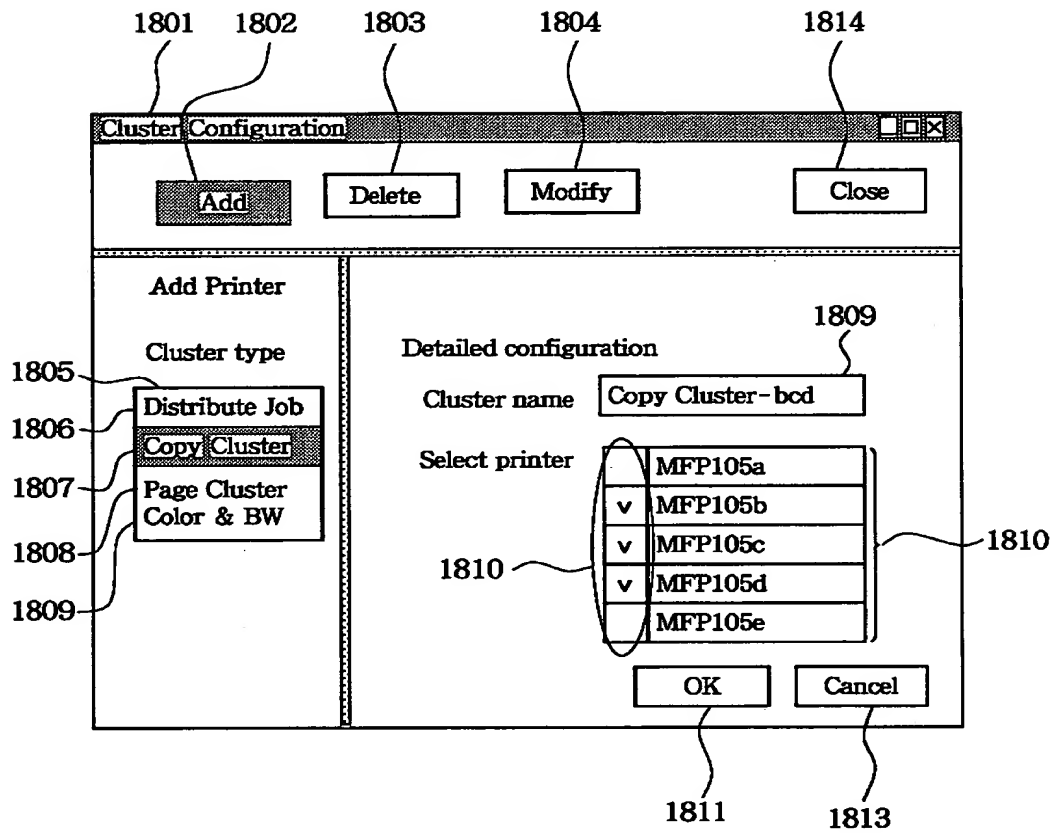 1801 1802 1803 1804 1814
Cluster Configuration
Add Delete Modify Close
Add Printer
Cluster type
1805
1806
1807
1808
1809
Distribute Job
Copy Cluster
Page Cluster
Color & BW
1809
Detailed configuration
Cluster name Copy Cluster-bcd
Select printer
MFP105a
v MFP105b
v MFP105c
v MFP105d
MFP105e
1810
1810
OK Cancel
1811 1813